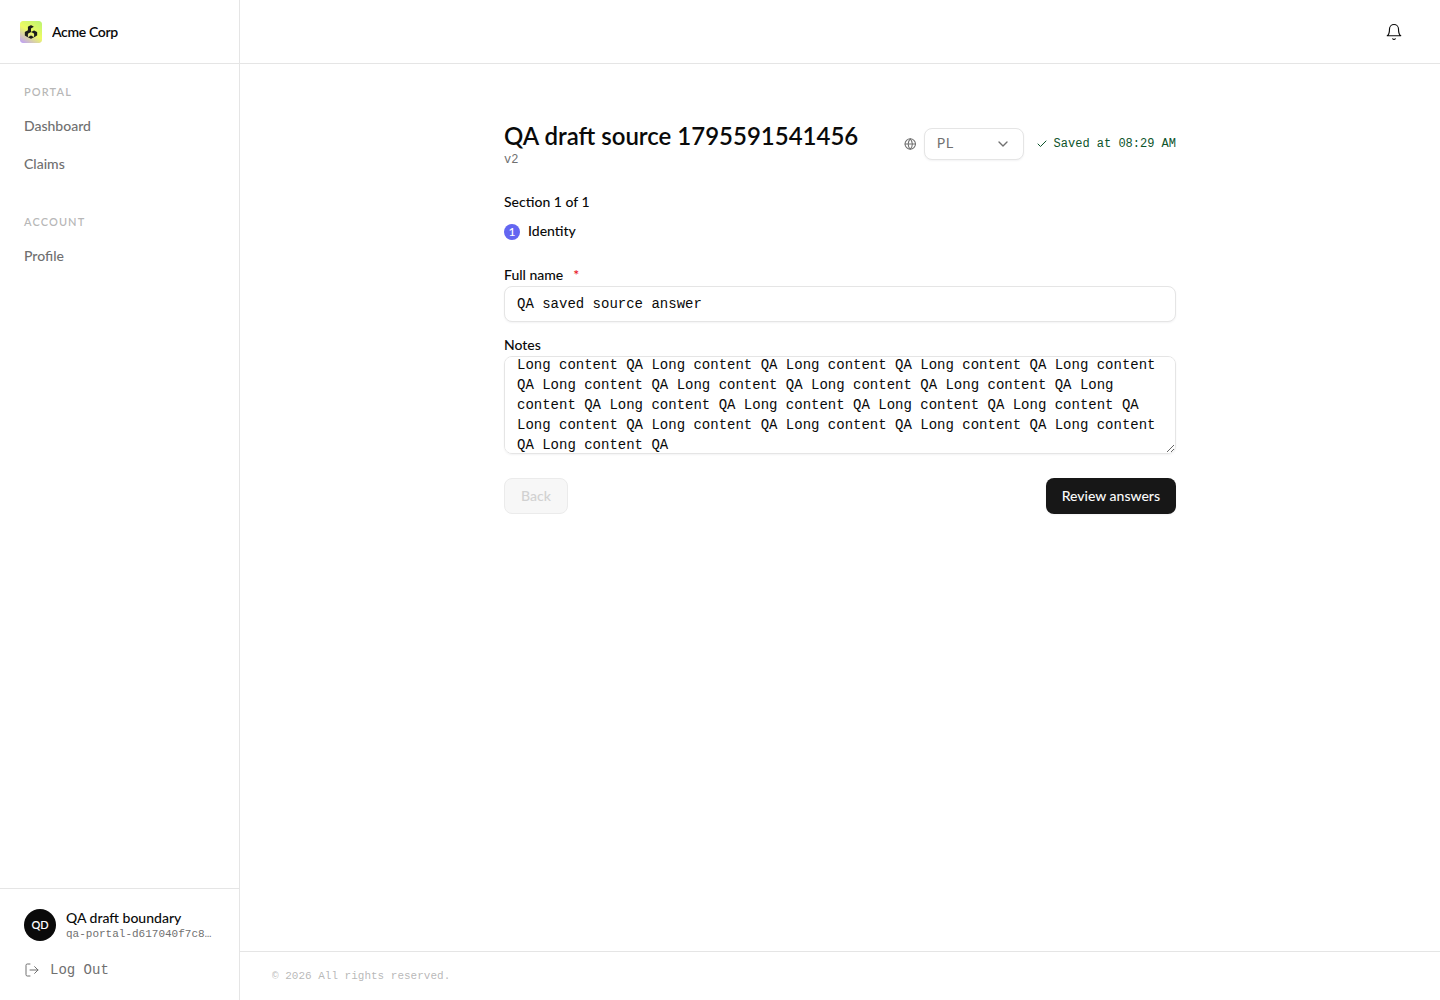 Acme Corp
PORTAL
Dashboard
Claims
ACCOUNT
Profile
QA draft source 1795591541456
v2
PL
Saved at 08:29 AM
Section 1 of 1
1 Identity
Full name *
QA saved source answer
Notes
Long content QA Long content QA Long content QA Long content QA Long content
QA Long content QA Long content QA Long content QA Long content QA Long
content QA Long content QA Long content QA Long content QA Long content QA
Long content QA Long content QA Long content QA Long content QA Long content
QA Long content QA
Back
Review answers
QD
QA draft boundary
qa-portal-d617040f7c8…
Log Out
© 2026 All rights reserved.